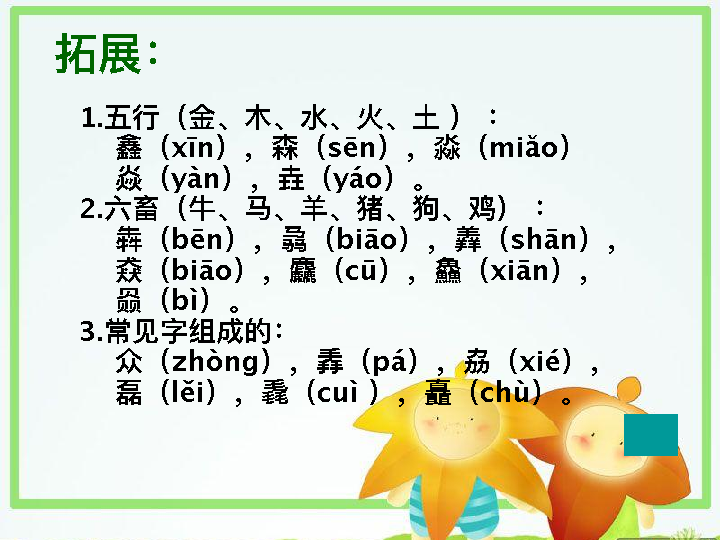 拓展：
1.五行（金、木、水、火、土 ）：
鑫（xīn），森（sēn），淼（miǎo）
焱（yàn），垚（yáo）。
2.六畜（牛、马、羊、猪、狗、鸡）：
犇（bēn），骉（biāo），羴（shān），
猋（biāo），麤（cū），鱻（xiān），
赑（bì）。
3.常见字组成的：
众（zhòng），掱（pá），劦（xié），
磊（lěi），毳（cuì ），矗（chù）。